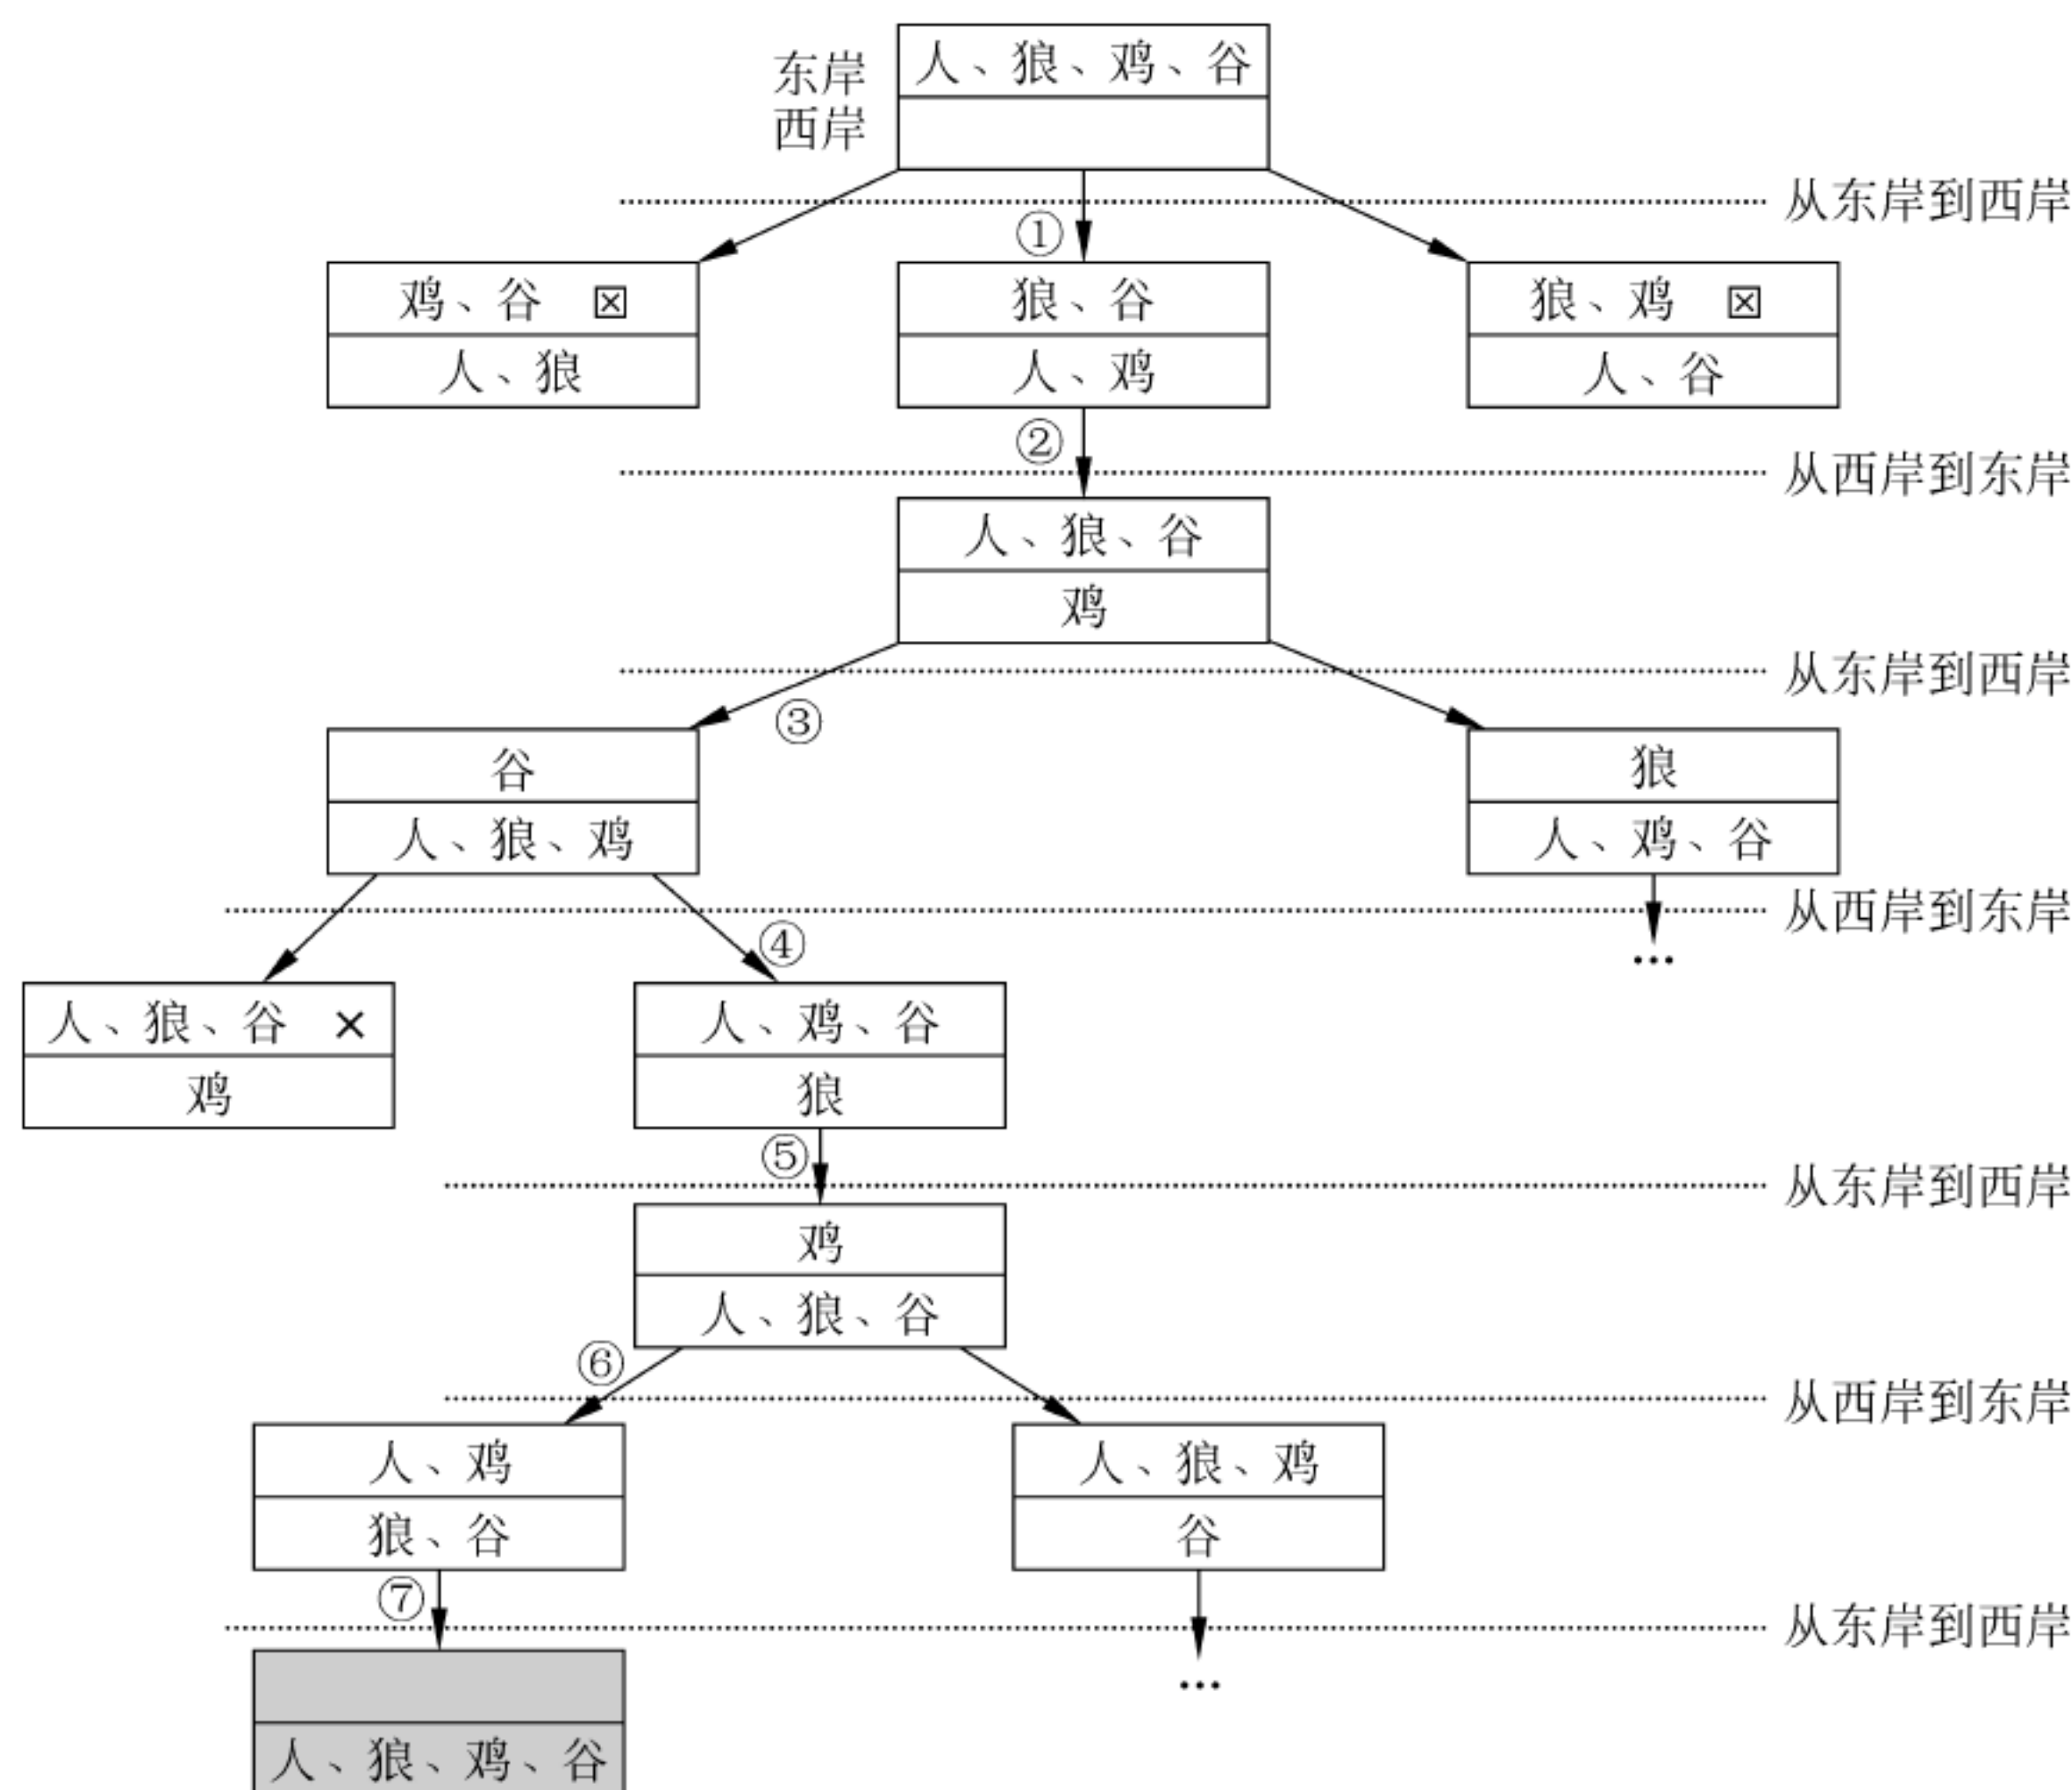 东岸
西岸
人、狼、鸡、谷
从东岸到西岸
①
鸡、谷 ☒
人、狼
狼、谷
人、鸡
狼、鸡 ☒
人、谷
②
从西岸到东岸
人、狼、谷
鸡
从东岸到西岸
③
谷
人、狼、鸡
狼
人、鸡、谷
从西岸到东岸
④
…
人、狼、谷 ×
鸡
人、鸡、谷
狼
⑤
从东岸到西岸
鸡
人、狼、谷
⑥
从西岸到东岸
人、鸡
狼、谷
人、狼、鸡
谷
⑦
从东岸到西岸
…
人、狼、鸡、谷